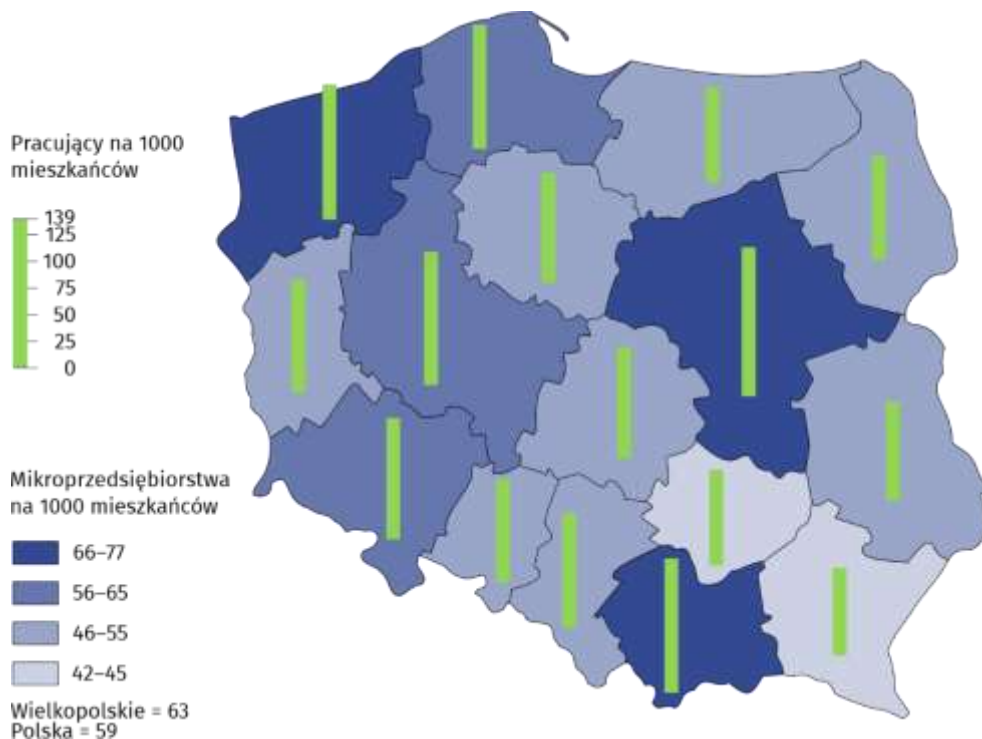 Pracujący na 1000
mieszkańców
139
125
100
75
50
25
0
Mikroprzedsiębiorstwa
na 1000 mieszkańców
66–77
56–65
46–55
42–45
Wielkopolskie = 63
Polska = 59